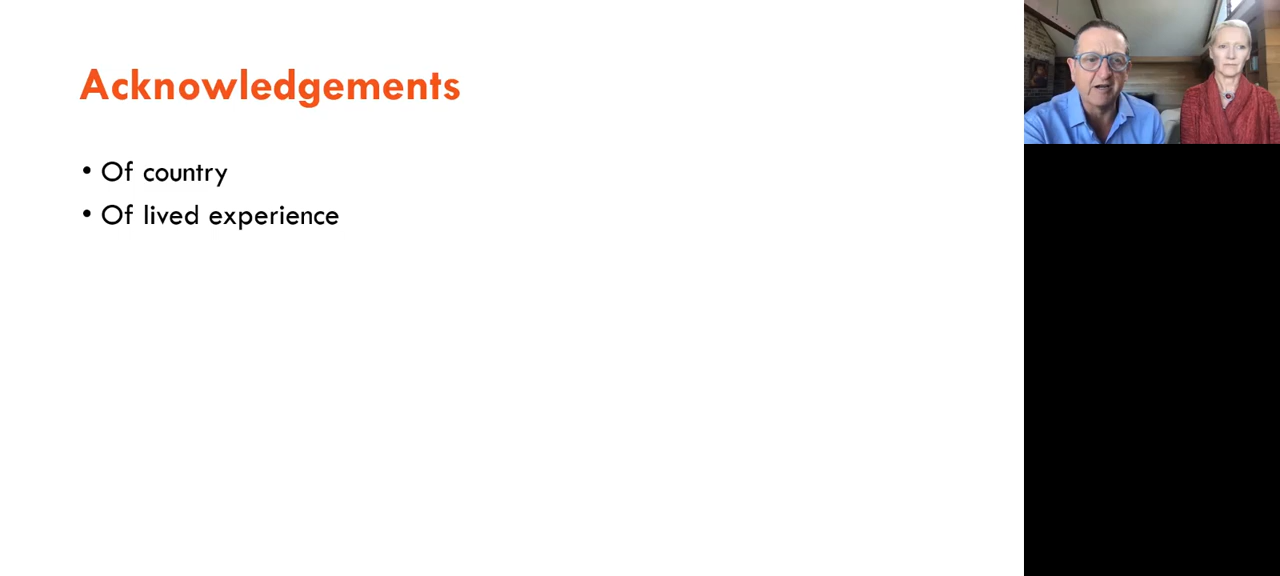 Acknowledgements
• Of country
• Of lived experience